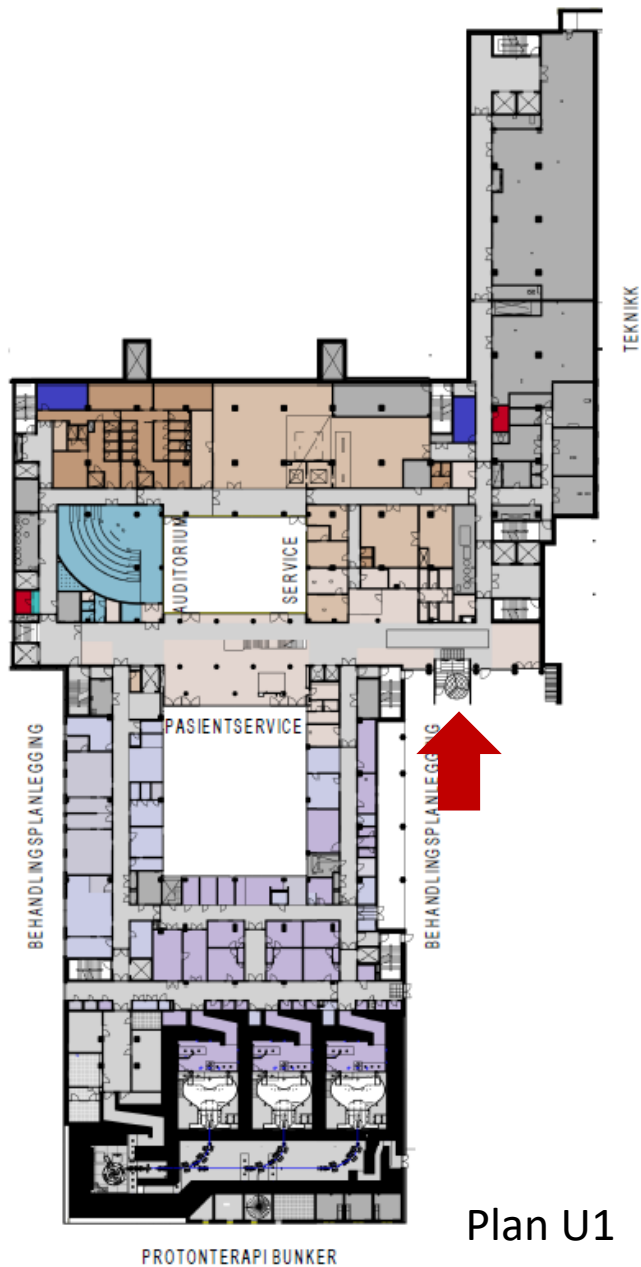 TEKNIKK
AUDITORIUM
SERVICE
PASIENTSERVICE
BEHANDLINGSPLANLEGGING
BEHANDLINGSPLANLEGGING
Plan U1
PROTONTERAPI BUNKER